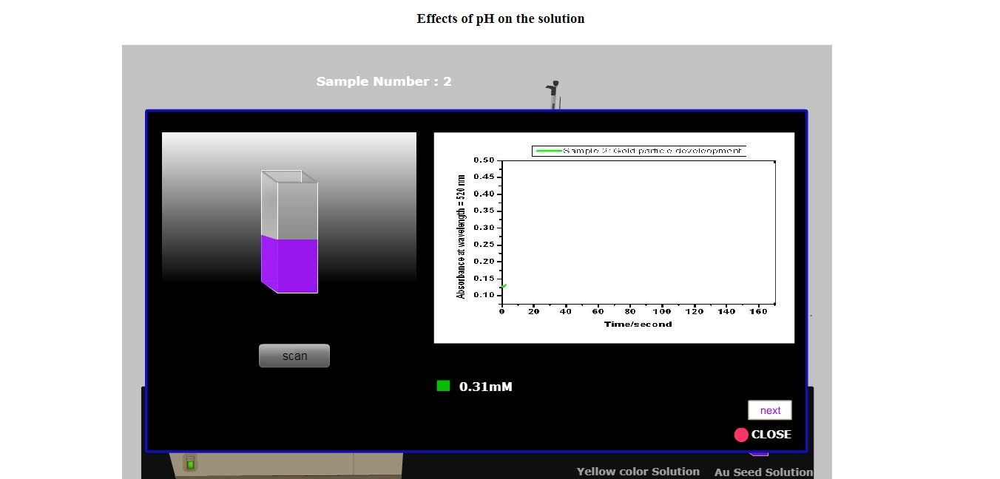 Effects of pH on the solution
Sample Number : 2
Sample 2: Gold particle development
0.50
0.45
0.40
0.35
0.30
0.25
0.20
0.15
0.10
Absorbance at wavelength = 520 nm
0 20 40 60 80 100 120 140 160
Time/second
scan
0.31mM
next
CLOSE
Yellow color Solution Au Seed Solution